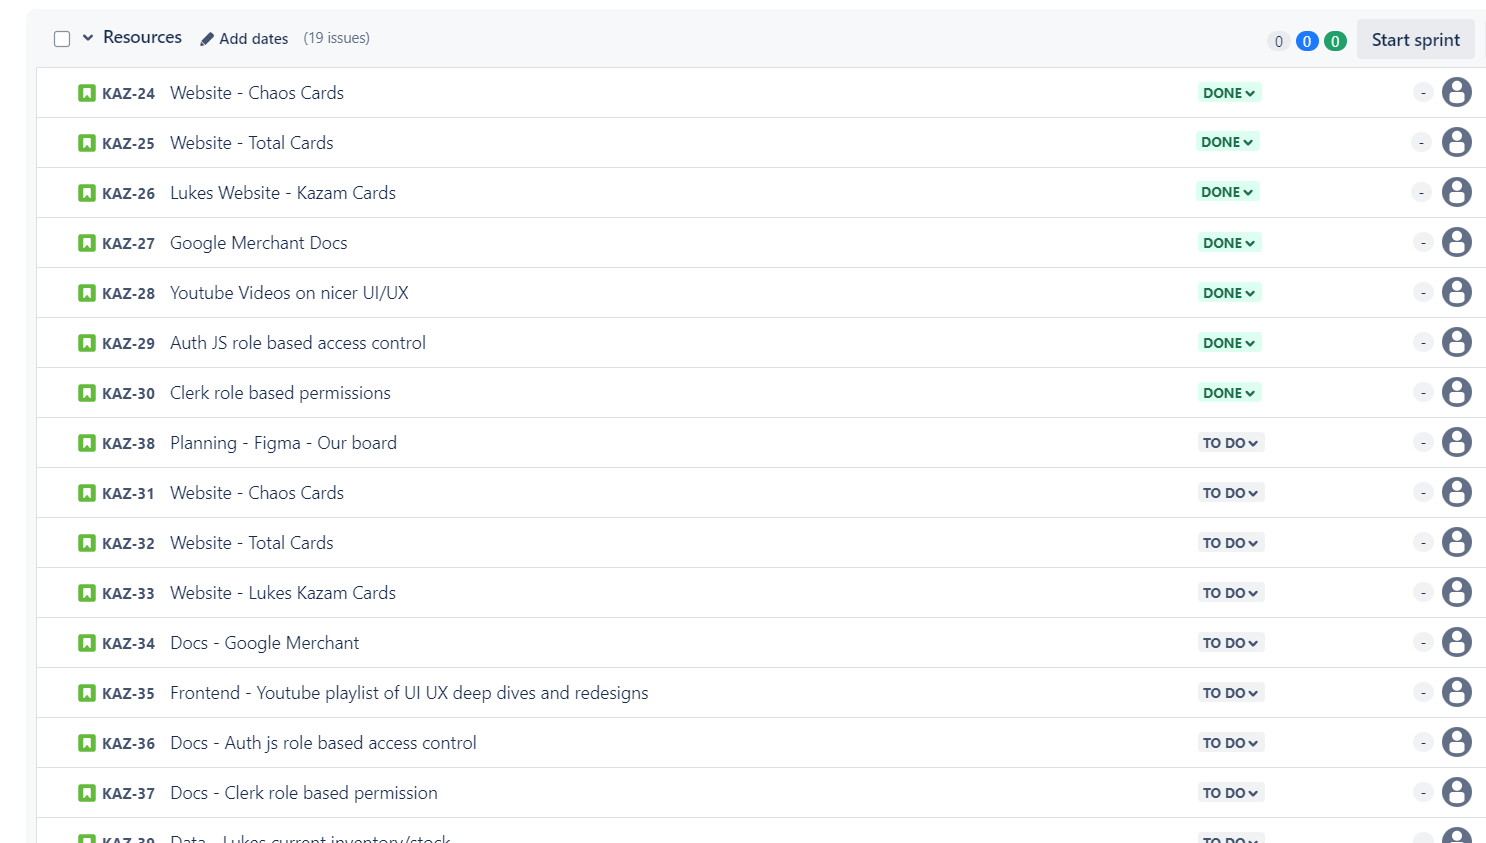 Resources Add dates (19 issues) 0 0 0 Start sprint
KAZ-24 Website - Chaos Cards DONE -
KAZ-25 Website - Total Cards DONE -
KAZ-26 Lukes Website - Kazam Cards DONE -
KAZ-27 Google Merchant Docs DONE -
KAZ-28 Youtube Videos on nicer UI/UX DONE -
KAZ-29 Auth JS role based access control DONE -
KAZ-30 Clerk role based permissions DONE -
KAZ-38 Planning - Figma - Our board TO DO -
KAZ-31 Website - Chaos Cards TO DO -
KAZ-32 Website - Total Cards TO DO -
KAZ-33 Website - Lukes Kazam Cards TO DO -
KAZ-34 Docs - Google Merchant TO DO -
KAZ-35 Frontend - Youtube playlist of UI UX deep dives and redesigns TO DO -
KAZ-36 Docs - Auth js role based access control TO DO -
KAZ-37 Docs - Clerk role based permission TO DO -
KAZ-39 Data - Lukes current inventory/stock TO DO